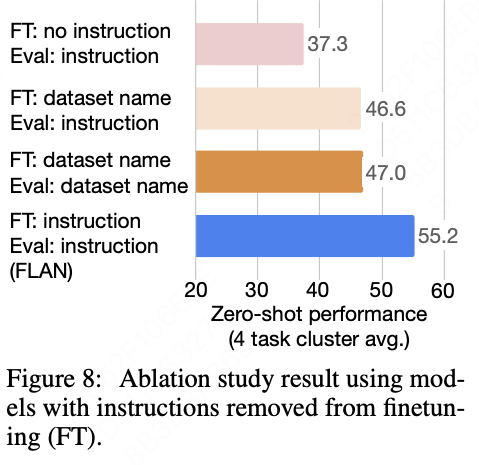 FT: no instruction
Eval: instruction
37.3
FT: dataset name
Eval: instruction
46.6
FT: dataset name
Eval: dataset name
47.0
FT: instruction
Eval: instruction
(FLAN)
55.2
20 30 40 50 60
Zero-shot performance
(4 task cluster avg.)
Figure 8: Ablation study result using mod-
els with instructions removed from finetun-
ing (FT).